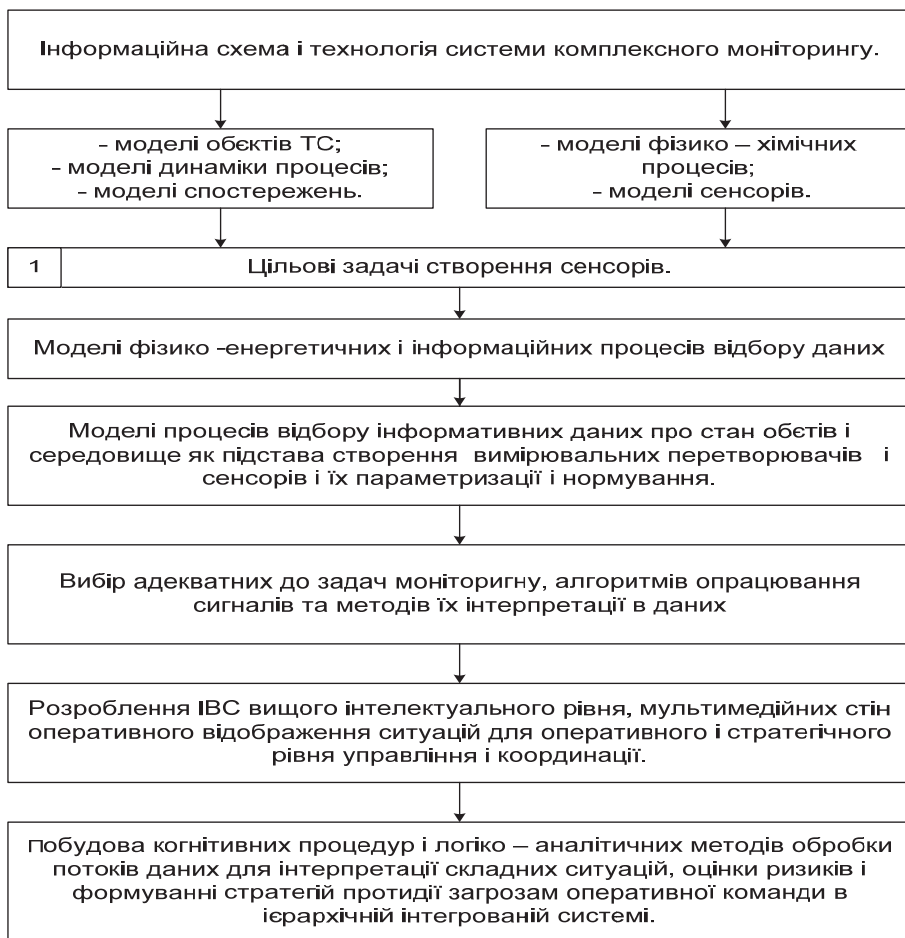 Інформаційна схема і технологія системи комплексного моніторингу.
– моделі обєктів ТС;
– моделі динаміки процесів;
– моделі спостережень.
– моделі фізико – хімічних
процесів;
– моделі сенсорів.
1
Цільові задачі створення сенсорів.
Моделі фізико -енергетичних і інформаційних процесів відбору даних
Моделі процесів відбору інформативних даних про стан обєтів і
середовище як підстава створення вимірювальних перетворювачів і
сенсорів і їх параметризації і нормування.
Вибір адекватних до задач моніторигну, алгоритмів опрацювання
сигналів та методів їх інтерпретації в даних
Розроблення ІВС вищого інтелектуального рівня, мультимедійних стін
оперативного відображення ситуацій для оперативного і стратегічного
рівня управління і координації.
Побудова когнітивних процедур і логіко – аналітичних методів обробки
потоків даних для інтерпретації складних ситуацій, оцінки ризиків і
формуванні стратегій протидії загрозам оперативної команди в
ієрархічній інтегрованій системі.